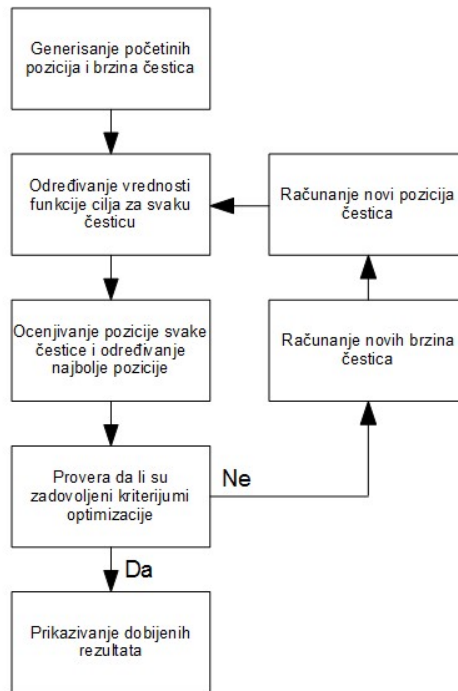 Generisanje početinih
pozicija i brzina čestica
Određivanje vrednosti
funkcije cilja za svaku
česticu
Računanje novi pozicija
čestica
Ocenjivanje pozicije svake
čestice i određivanje
najbolje pozicije
Računanje novih brzina
čestica
Provera da li su
zadovoljeni kriterijumi
optimizacije
Ne
Da
Prikazivanje dobijenih
rezultata